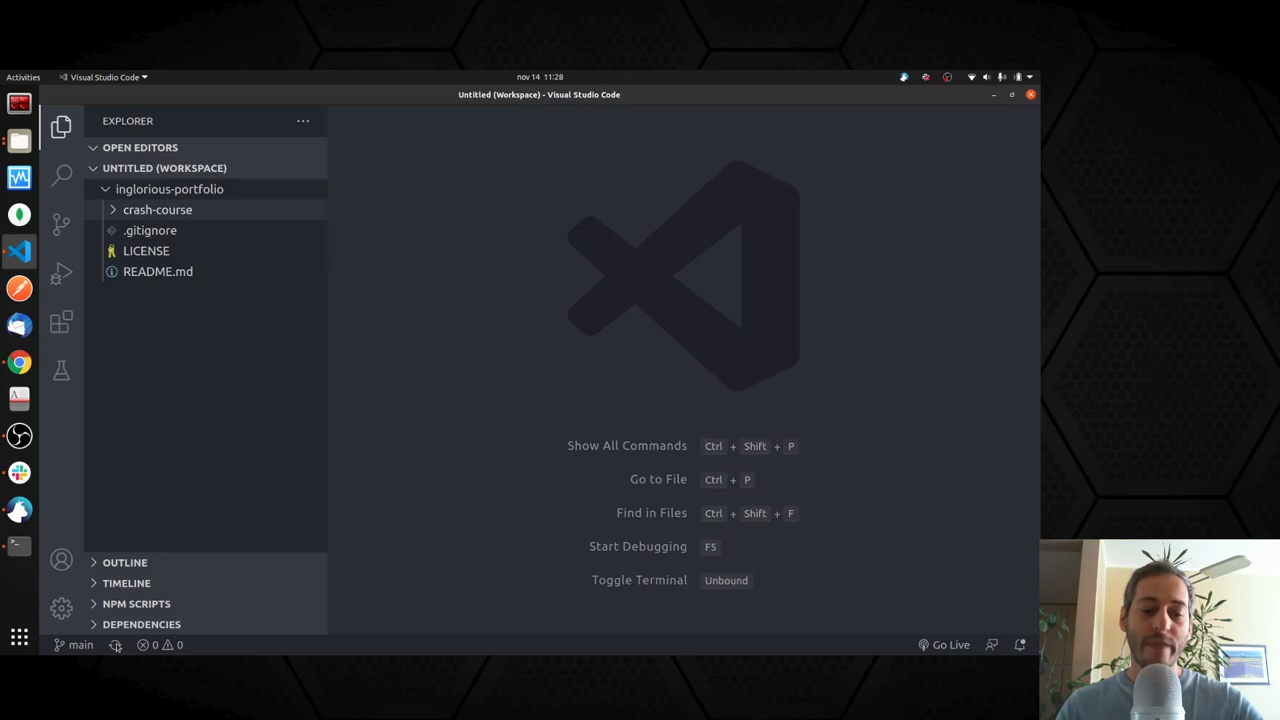 Activities
Visual Studio Code
nov 14 11:28
Untitled (Workspace) - Visual Studio Code
EXPLORER
OPEN EDITORS
UNTITLED (WORKSPACE)
inglorious-portfolio
crash-course
.gitignore
LICENSE
README.md
Show All Commands Ctrl + Shift + P
Go to File Ctrl + P
Find in Files Ctrl + Shift + F
Start Debugging F5
Toggle Terminal Unbound
OUTLINE
TIMELINE
NPM SCRIPTS
DEPENDENCIES
main 0 0 Go Live